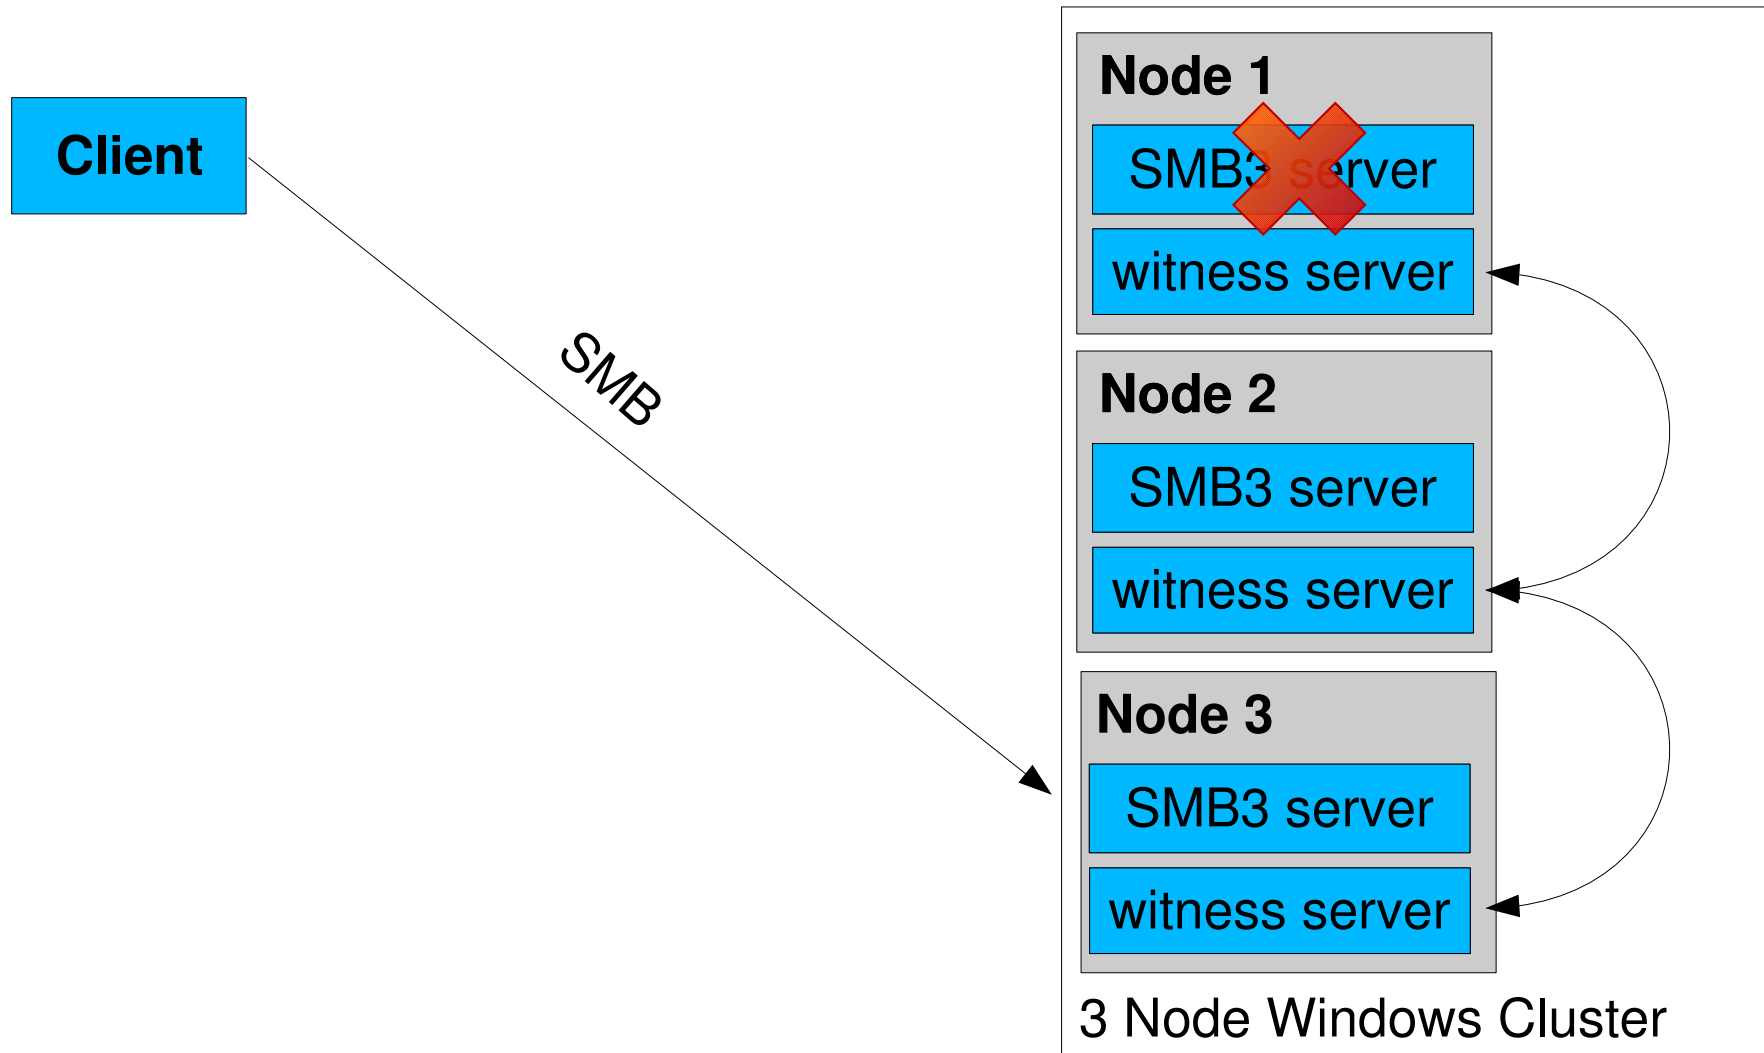 Client
SMB
Node 1
SMB3 server
witness server
Node 2
SMB3 server
witness server
Node 3
SMB3 server
witness server
3 Node Windows Cluster